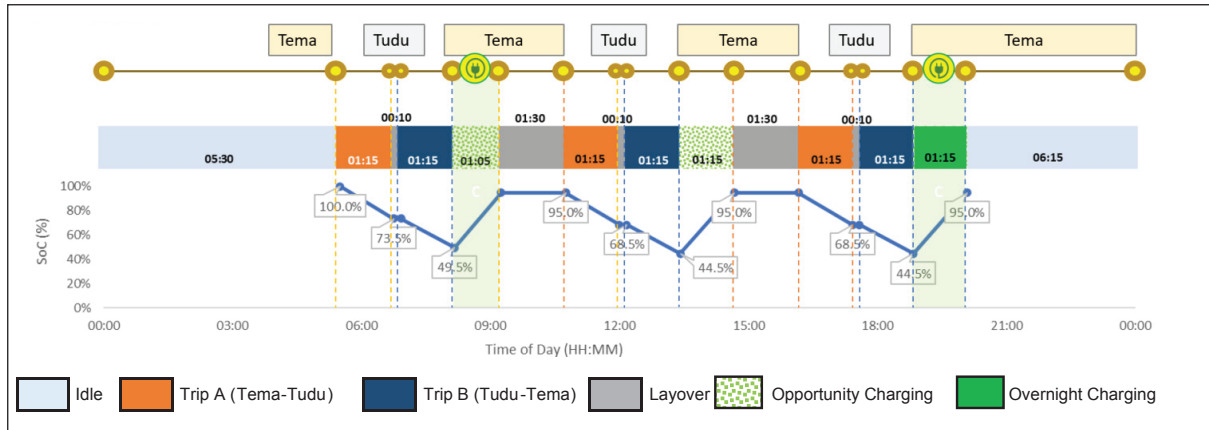 Tema Tudu Tema Tudu Tema Tudu Tema
00:10 01:30 00:10 01:30 00:10
05:30 01:15 01:15 01:05 01:15 01:15 01:15 01:15 01:15 01:15 06:15
100%
80%
60%
40%
20%
0%
SoC (%)
C C
100.0% 73.5% 49.5% 95.0% 68.5% 44.5% 95.0% 68.5% 44.5% 95.0%
00:00 03:00 06:00 09:00 12:00 15:00 18:00 21:00 00:00
Time of Day (HH:MM)
Idle Trip A (Tema-Tudu) Trip B (Tudu-Tema) Layover Opportunity Charging Overnight Charging